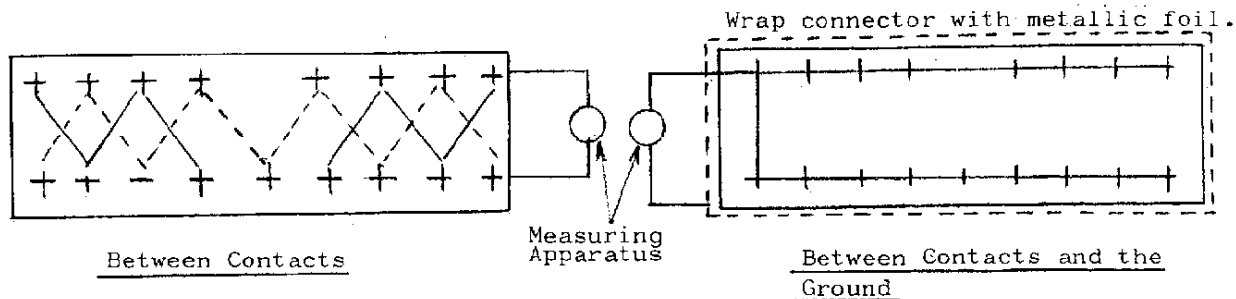 Wrap connector with metallic foil.
Measuring
Apparatus
Between Contacts
Between Contacts and the
Ground